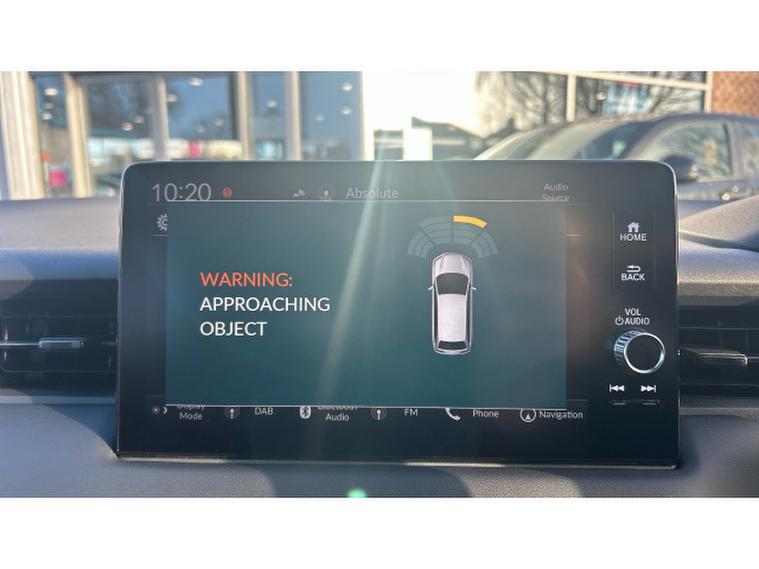 10:20
Absolute
Audio
Source
HOME
BACK
VOL
AUDIO
WARNING:
APPROACHING
OBJECT
Display
Mode
DAB
Bluetooth
Audio
FM
Phone
Navigation